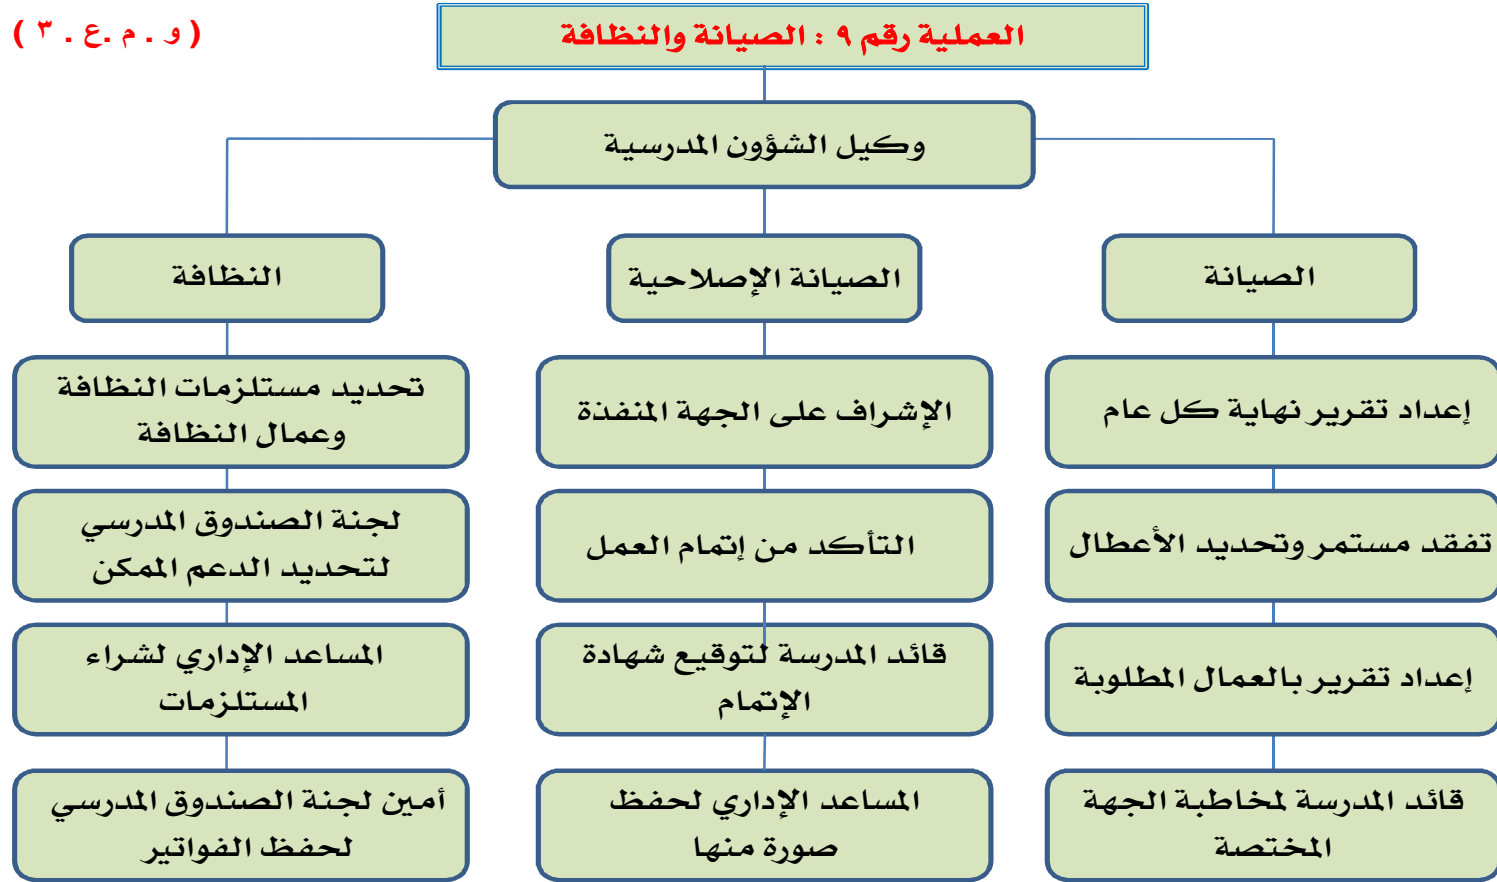 العملية رقم ٩ : الصيانة والنظافة
( و . م .ع . ٣ )
وكيل الشؤون المدرسية
الصيانة
الصيانة الإصلاحية
النظافة
إعداد تقرير نهاية كل عام
الإشراف على الجهة المنفذة
تحديد مستلزمات النظافة
وعمال النظافة
تفقد مستمر وتحديد الأعطال
التأكد من إتمام العمل
لجنة الصندوق المدرسي
لتحديد الدعم الممكن
إعداد تقرير بالعمال المطلوبة
قائد المدرسة لتوقيع شهادة
الإتمام
المساعد الإداري لشراء
المستلزمات
قائد المدرسة لمخاطبة الجهة
المختصة
المساعد الإداري لحفظ
صورة منها
أمين لجنة الصندوق المدرسي
لحفظ الفواتير